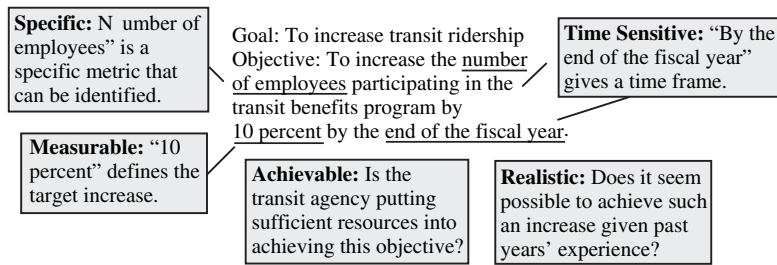 Specific: N umber of
employees” is a
specific metric that
can be identified.
Goal: To increase transit ridership
Objective: To increase the number
of employees participating in the
transit benefits program by
10 percent by the end of the fiscal year.
Time Sensitive: “By the
end of the fiscal year”
gives a time frame.
Measurable: “10
percent” defines the
target increase.
Achievable: Is the
transit agency putting
sufficient resources into
achieving this objective?
Realistic: Does it seem
possible to achieve such
an increase given past
years’ experience?